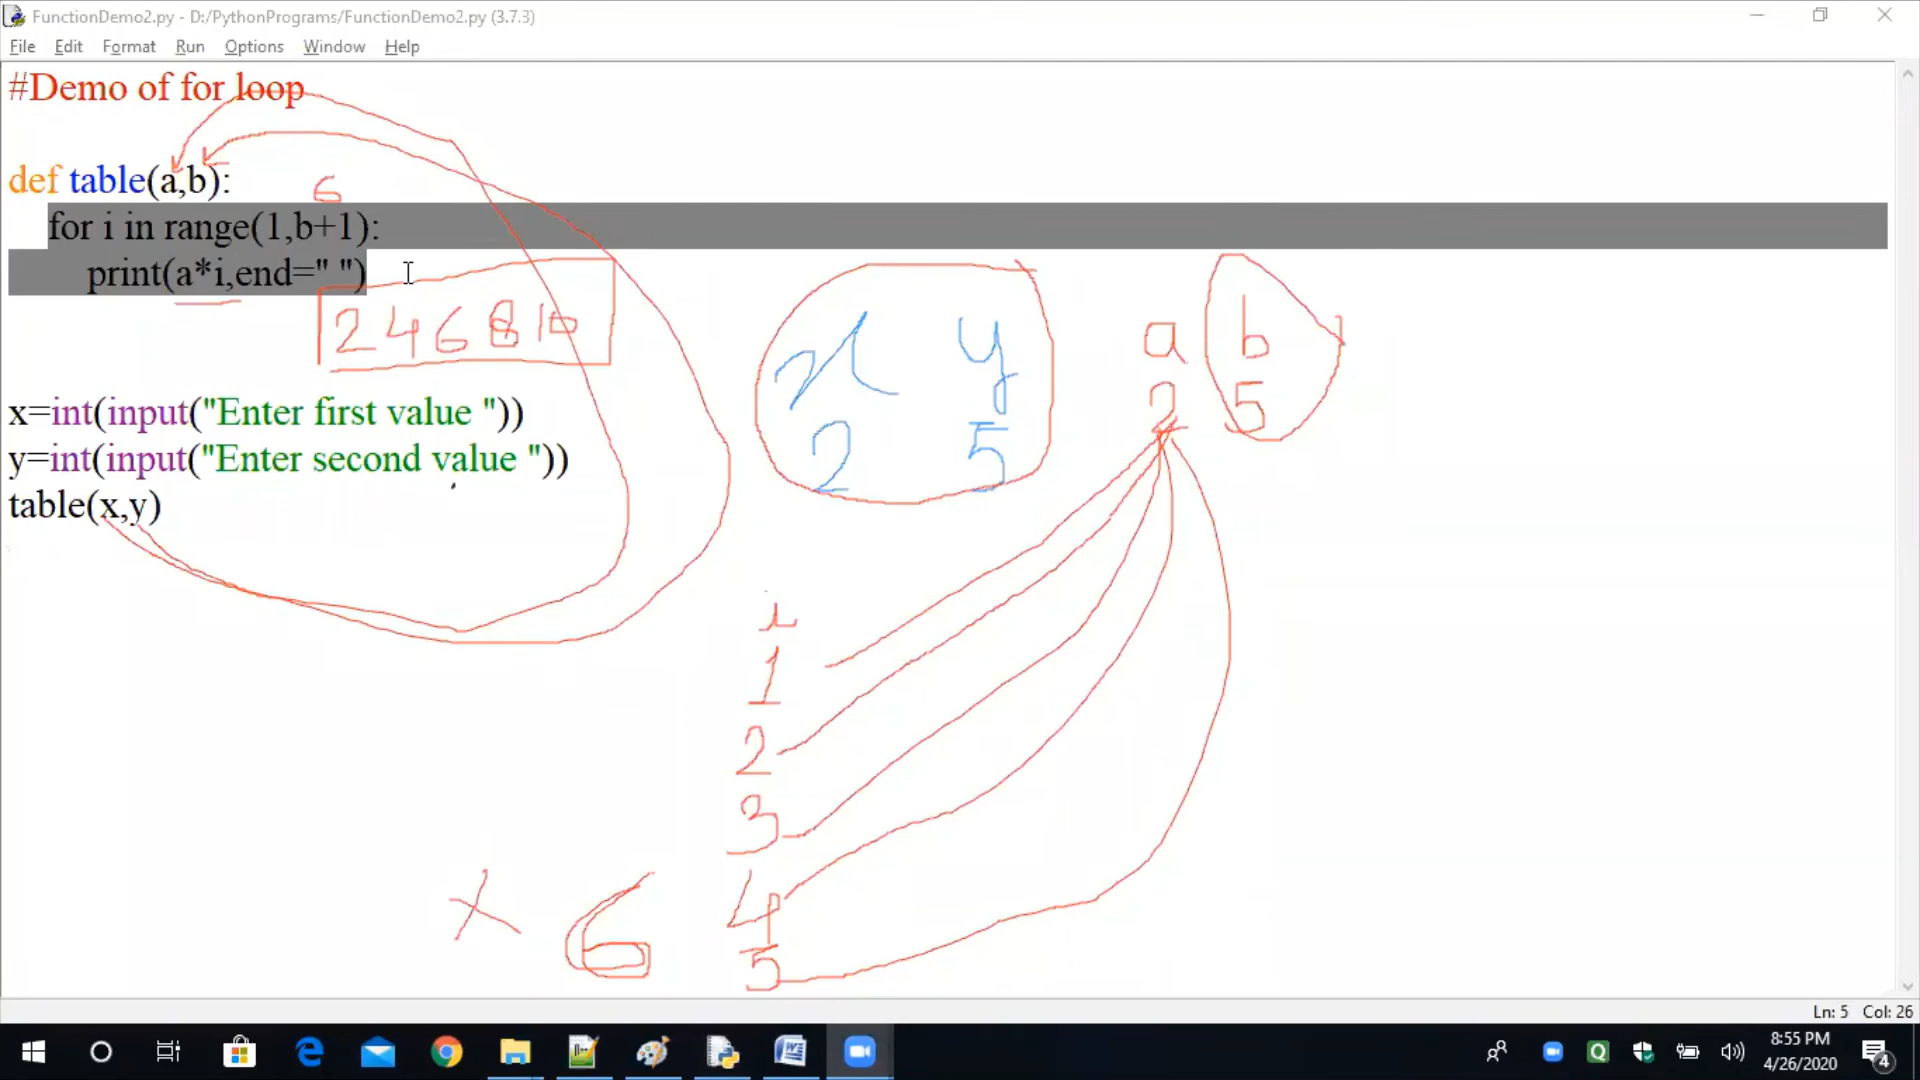 FunctionDemo2.py - D:/PythonPrograms/FunctionDemo2.py (3.7.3)
File Edit Format Run Options Window Help
#Demo of for loop
def table(a,b):
6
for i in range(1,b+1):
print(a*i,end=" ")
2 4 6 8 10
x y
2 5
a b
2 5
x=int(input("Enter first value "))
y=int(input("Enter second value "))
table(x,y)
i
1
2
3
4
x 6
5
Ln: 5 Col: 26
8:55 PM
4/26/2020
4